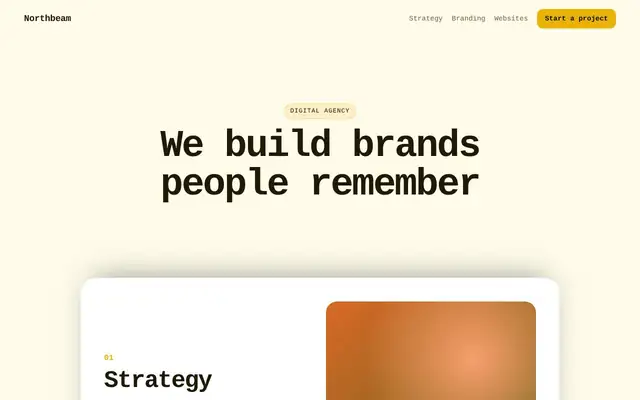 Northbeam
Strategy Branding Websites Start a project
DIGITAL AGENCY
We build brands
people remember
01
Strategy